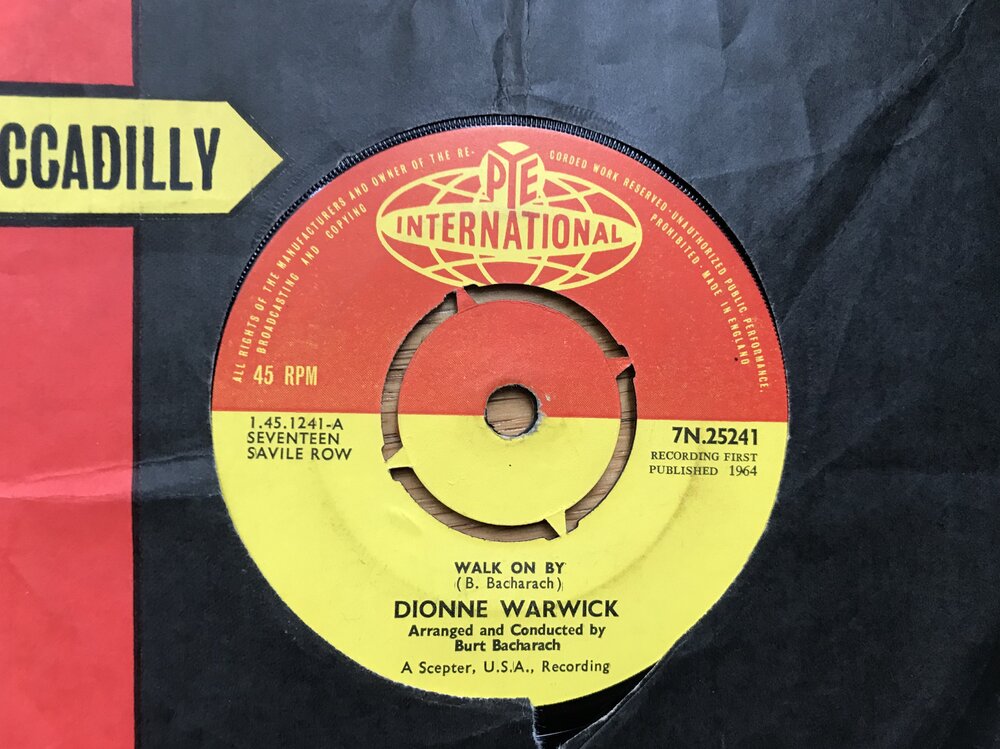 CCADILLY
ALL RIGHTS OF THE MANUFACTURERS AND OWNER OF THE RE-CORDED WORK RESERVED·UNAUTHORIZED PUBLIC PERFORMANCE,
BROADCASTING AND COPYING PROHIBITED·MADE IN ENGLAND
PYE
INTERNATIONAL
45 RPM
1.45.1241-A
SEVENTEEN
SAVILE ROW
7N.25241
RECORDING FIRST
PUBLISHED 1964
WALK ON BY
(B. Bacharach)
DIONNE WARWICK
Arranged and Conducted by
Burt Bacharach
A Scepter, U.S.A., Recording